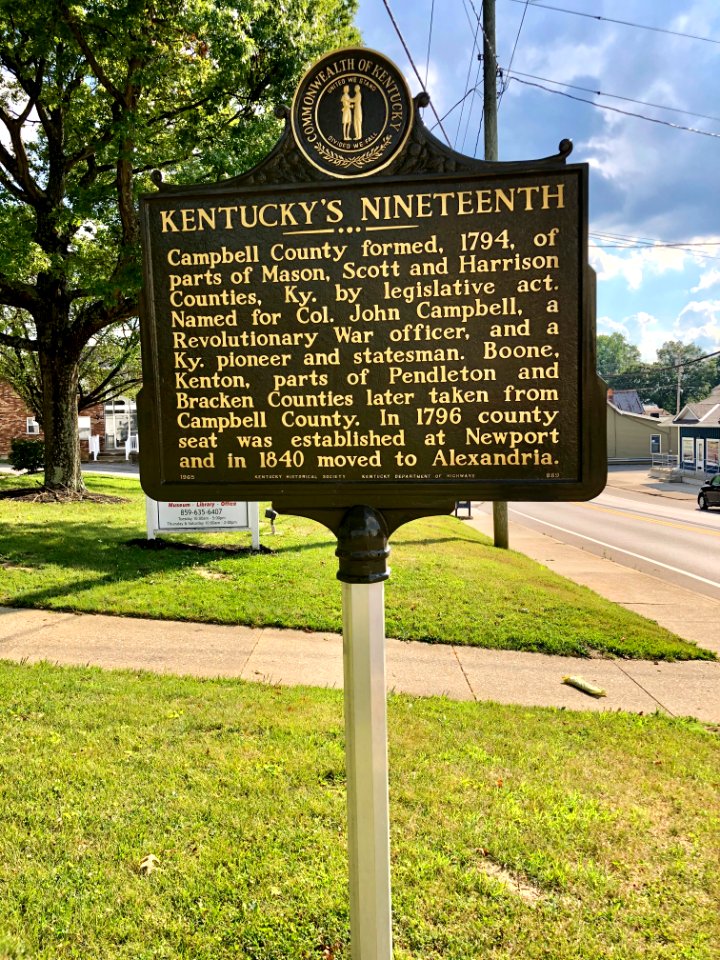 COMMONWEALTH OF KENTUCKY
UNITED WE STAND
DIVIDED WE FALL
KENTUCKY'S NINETEENTH
Campbell County formed, 1794, of
parts of Mason, Scott and Harrison
Counties, Ky. by legislative act.
Named for Col. John Campbell, a
Revolutionary War officer, and a
Ky. pioneer and statesman. Boone,
Kenton, parts of Pendleton and
Bracken Counties later taken from
Campbell County. In 1796 county
seat was established at Newport
and in 1840 moved to Alexandria.
1965 KENTUCKY HISTORICAL SOCIETY KENTUCKY DEPARTMENT OF HIGHWAYS 889
Museum - Library - Office
859-635-6407